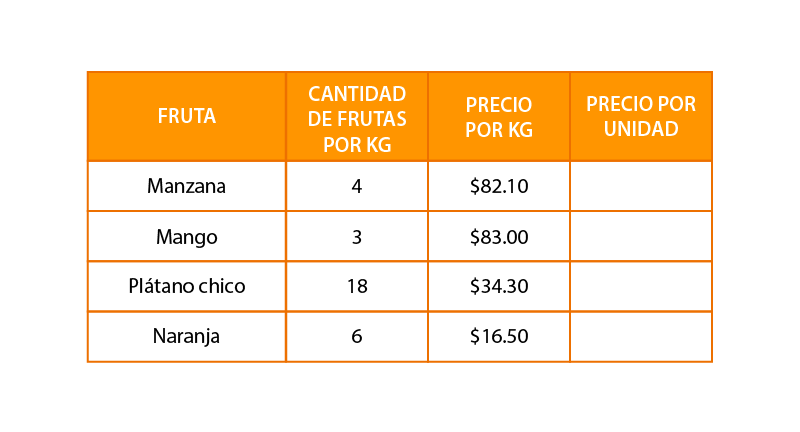 FRUTA
CANTIDAD
DE FRUTAS
POR KG
PRECIO
POR KG
PRECIO POR
UNIDAD
Manzana 4 $82.10
Mango 3 $83.00
Plátano chico 18 $34.30
Naranja 6 $16.50